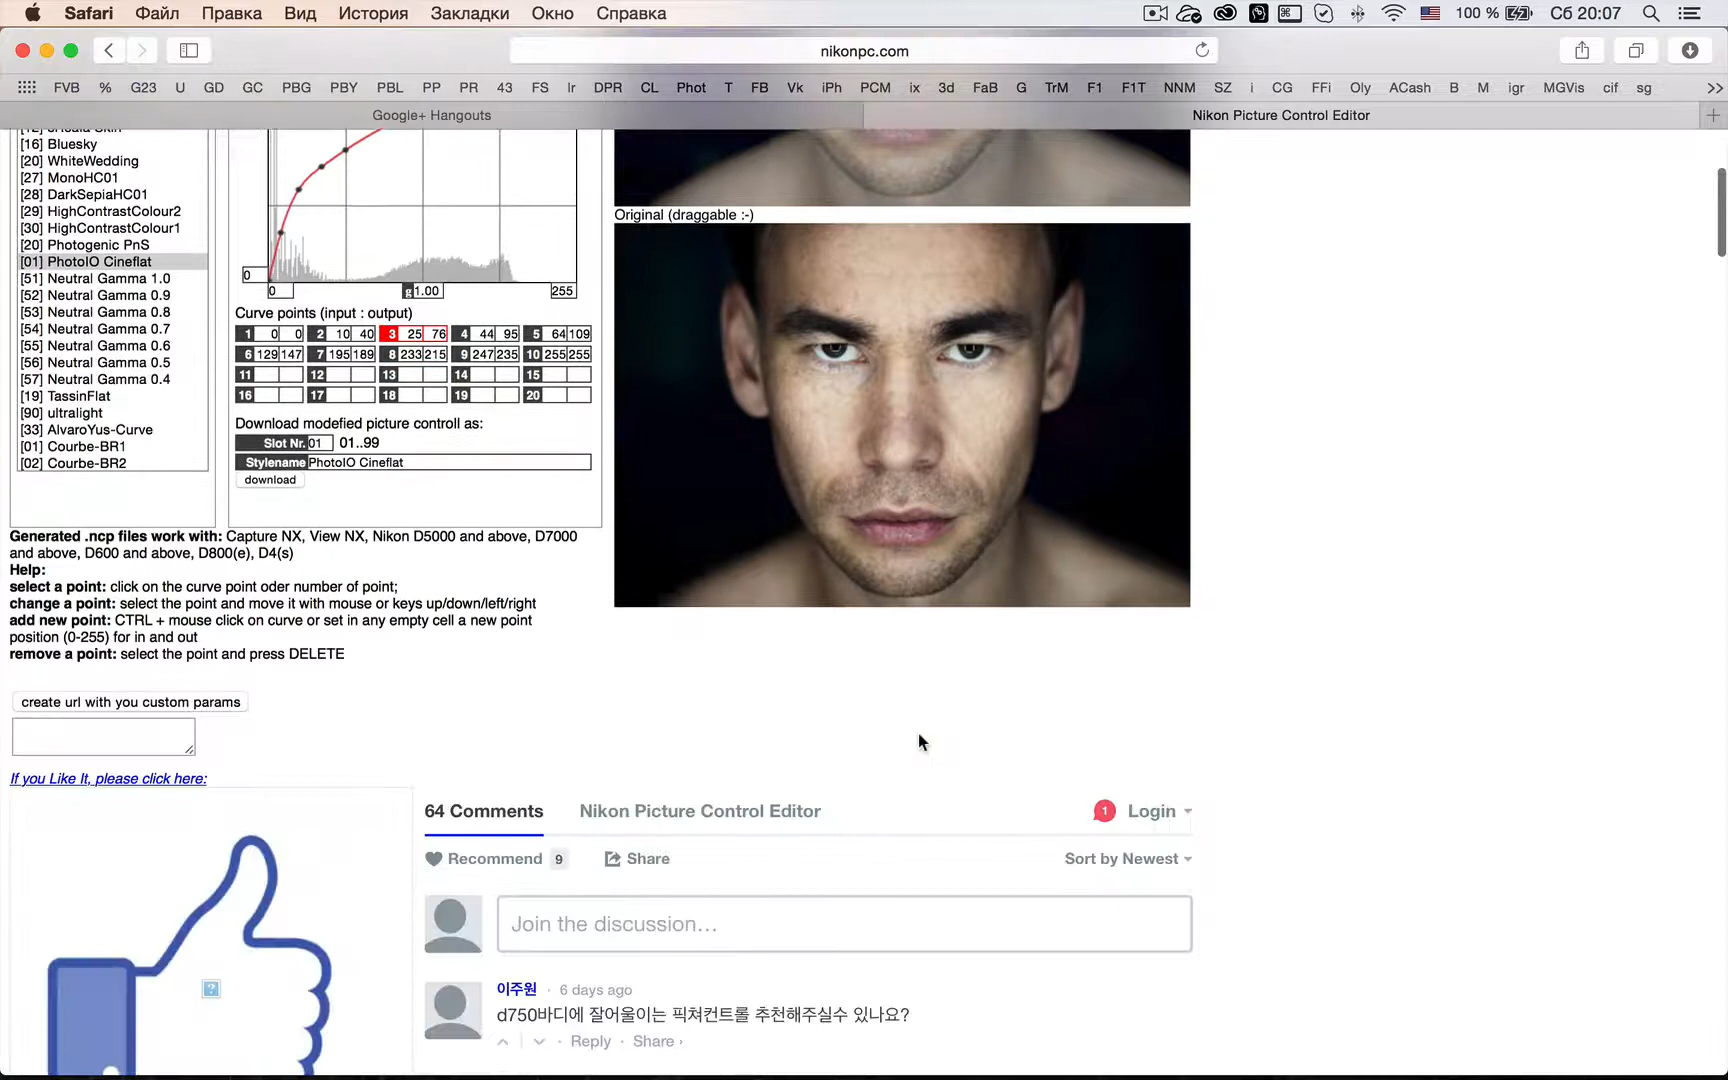 Safari Файл Правка Вид История Закладки Окно Справка 100 % Сб 20:07
nikonpc.com
FVB % G23 U GD GC PBG PBY PBL PP PR 43 FS lr DPR CL Phot T FB Vk iPh PCM ix 3d FaB G TrM F1 F1T NNM SZ i CG FFi Oly ACash B M igr MGVis cif sg >>
Google+ Hangouts
Nikon Picture Control Editor
[16] Bluesky
[20] WhiteWedding
[27] MonoHC01
[28] DarkSepiaHC01
[29] HighContrastColour2
[30] HighContrastColour1
[20] Photogenic PnS
[01] PhotoIO Cineflat
[51] Neutral Gamma 1.0
[52] Neutral Gamma 0.9
[53] Neutral Gamma 0.8
[54] Neutral Gamma 0.7
[55] Neutral Gamma 0.6
[56] Neutral Gamma 0.5
[57] Neutral Gamma 0.4
[19] TassinFlat
[90] ultralight
[33] AlvaroYus-Curve
[01] Courbe-BR1
[02] Courbe-BR2
0
0 g 1.00 255
Curve points (input : output)
1 0 0 2 10 40 3 25 76 4 44 95 5 64 109
6 129 147 7 195 189 8 233 215 9 247 235 10 255 255
11 12 13 14 15
16 17 18 19 20
Download modefied picture controll as:
Slot Nr. 01 01..99
Stylename PhotoIO Cineflat
download
Original (draggable :-)
Generated .ncp files work with: Capture NX, View NX, Nikon D5000 and above, D7000
and above, D600 and above, D800(e), D4(s)
Help:
select a point: click on the curve point oder number of point;
change a point: select the point and move it with mouse or keys up/down/left/right
add new point: CTRL + mouse click on curve or set in any empty cell a new point
position (0-255) for in and out
remove a point: select the point and press DELETE
create url with you custom params
If you Like It, please click here:
64 Comments Nikon Picture Control Editor 1 Login
Recommend 9 Share Sort by Newest
Join the discussion…
이주원 · 6 days ago
d750바디에 잘어울이는 픽쳐컨트롤 추천해주실수 있나요?
· Reply · Share ›